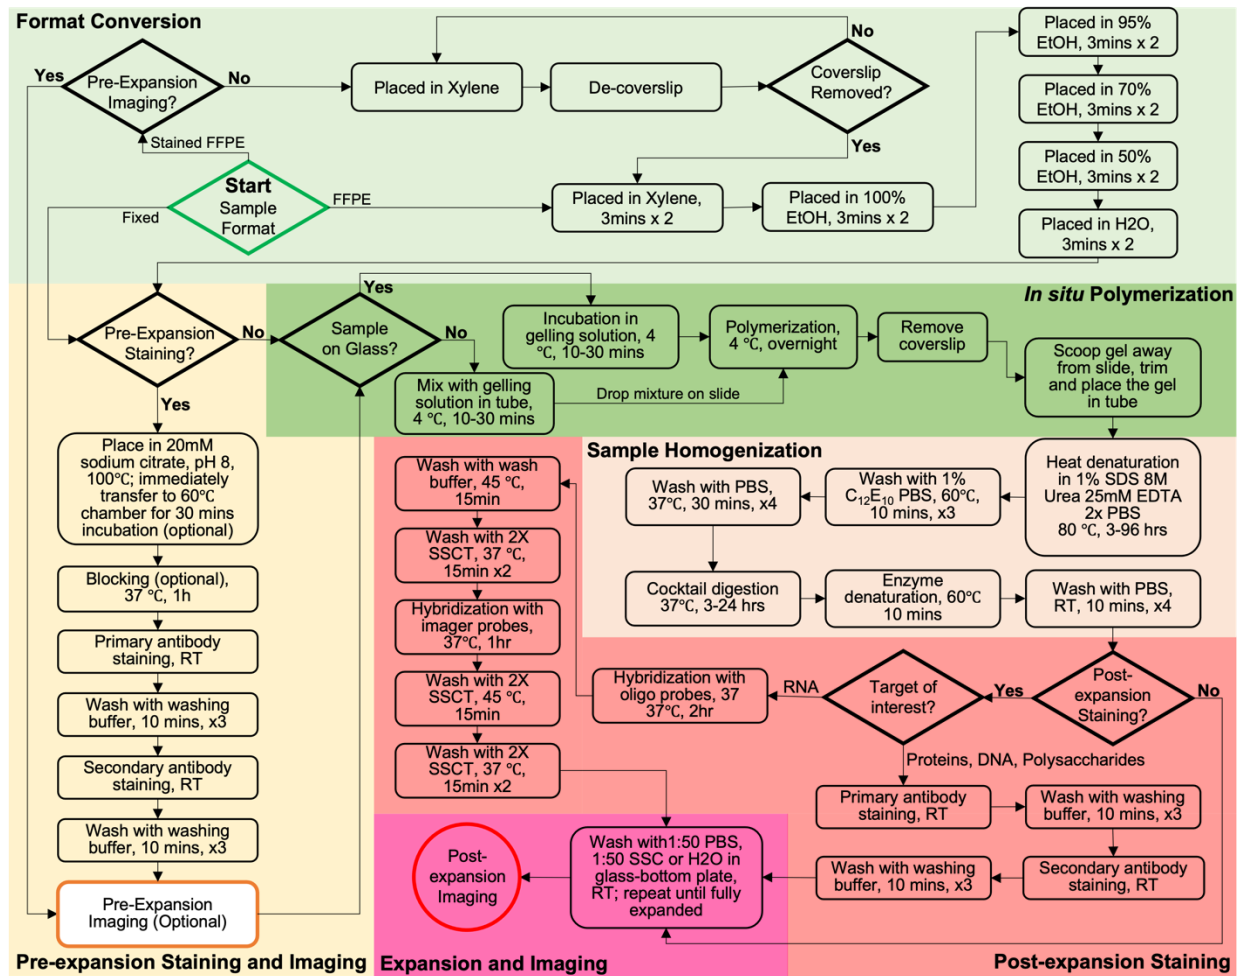 Format Conversion
Yes
Pre-Expansion
Imaging?
No
Placed in Xylene
De-coverslip
No
Coverslip
Removed?
Yes
Placed in 95%
EtOH, 3mins x 2
Placed in 70%
EtOH, 3mins x 2
Placed in 50%
EtOH, 3mins x 2
Placed in H2O,
3mins x 2
Stained FFPE
Start
Sample
Format
Fixed
FFPE
Placed in Xylene,
3mins x 2
Placed in 100%
EtOH, 3mins x 2
In situ Polymerization
Pre-Expansion
Staining?
No
Yes
Sample
on Glass?
Yes
No
Incubation in
gelling solution, 4
℃, 10-30 mins
Mix with gelling
solution in tube,
4 ℃, 10-30 mins
Drop mixture on slide
Polymerization,
4 ℃, overnight
Remove
coverslip
Scoop gel away
from slide, trim
and place the gel
in tube
Place in 20mM
sodium citrate, pH 8,
100℃; immediately
transfer to 60℃
chamber for 30 mins
incubation (optional)
Blocking (optional),
37 ℃, 1h
Primary antibody
staining, RT
Wash with washing
buffer, 10 mins, x3
Secondary antibody
staining, RT
Wash with washing
buffer, 10 mins, x3
Pre-Expansion
Imaging (Optional)
Pre-expansion Staining and Imaging
Sample Homogenization
Heat denaturation
in 1% SDS 8M
Urea 25mM EDTA
2x PBS
80 ℃, 3-96 hrs
Wash with 1%
C₁₂E₁₀ PBS, 60℃,
10 mins, x3
Wash with PBS,
37℃, 30 mins, x4
Cocktail digestion
37℃, 3-24 hrs
Enzyme
denaturation, 60℃
10 mins
Wash with PBS,
RT, 10 mins, x4
Post-
expansion
Staining?
Yes
No
Target of
interest?
RNA
Hybridization with
oligo probes, 37
37℃, 2hr
Wash with wash
buffer, 45 ℃,
15min
Wash with 2X
SSCT, 37 ℃,
15min x2
Hybridization with
imager probes,
37℃, 1hr
Wash with 2X
SSCT, 45 ℃,
15min
Wash with 2X
SSCT, 37 ℃,
15min x2
Proteins, DNA, Polysaccharides
Primary antibody
staining, RT
Wash with washing
buffer, 10 mins, x3
Secondary antibody
staining, RT
Wash with washing
buffer, 10 mins, x3
Wash with1:50 PBS,
1:50 SSC or H2O in
glass-bottom plate,
RT; repeat until fully
expanded
Post-
expansion
Imaging
Expansion and Imaging
Post-expansion Staining